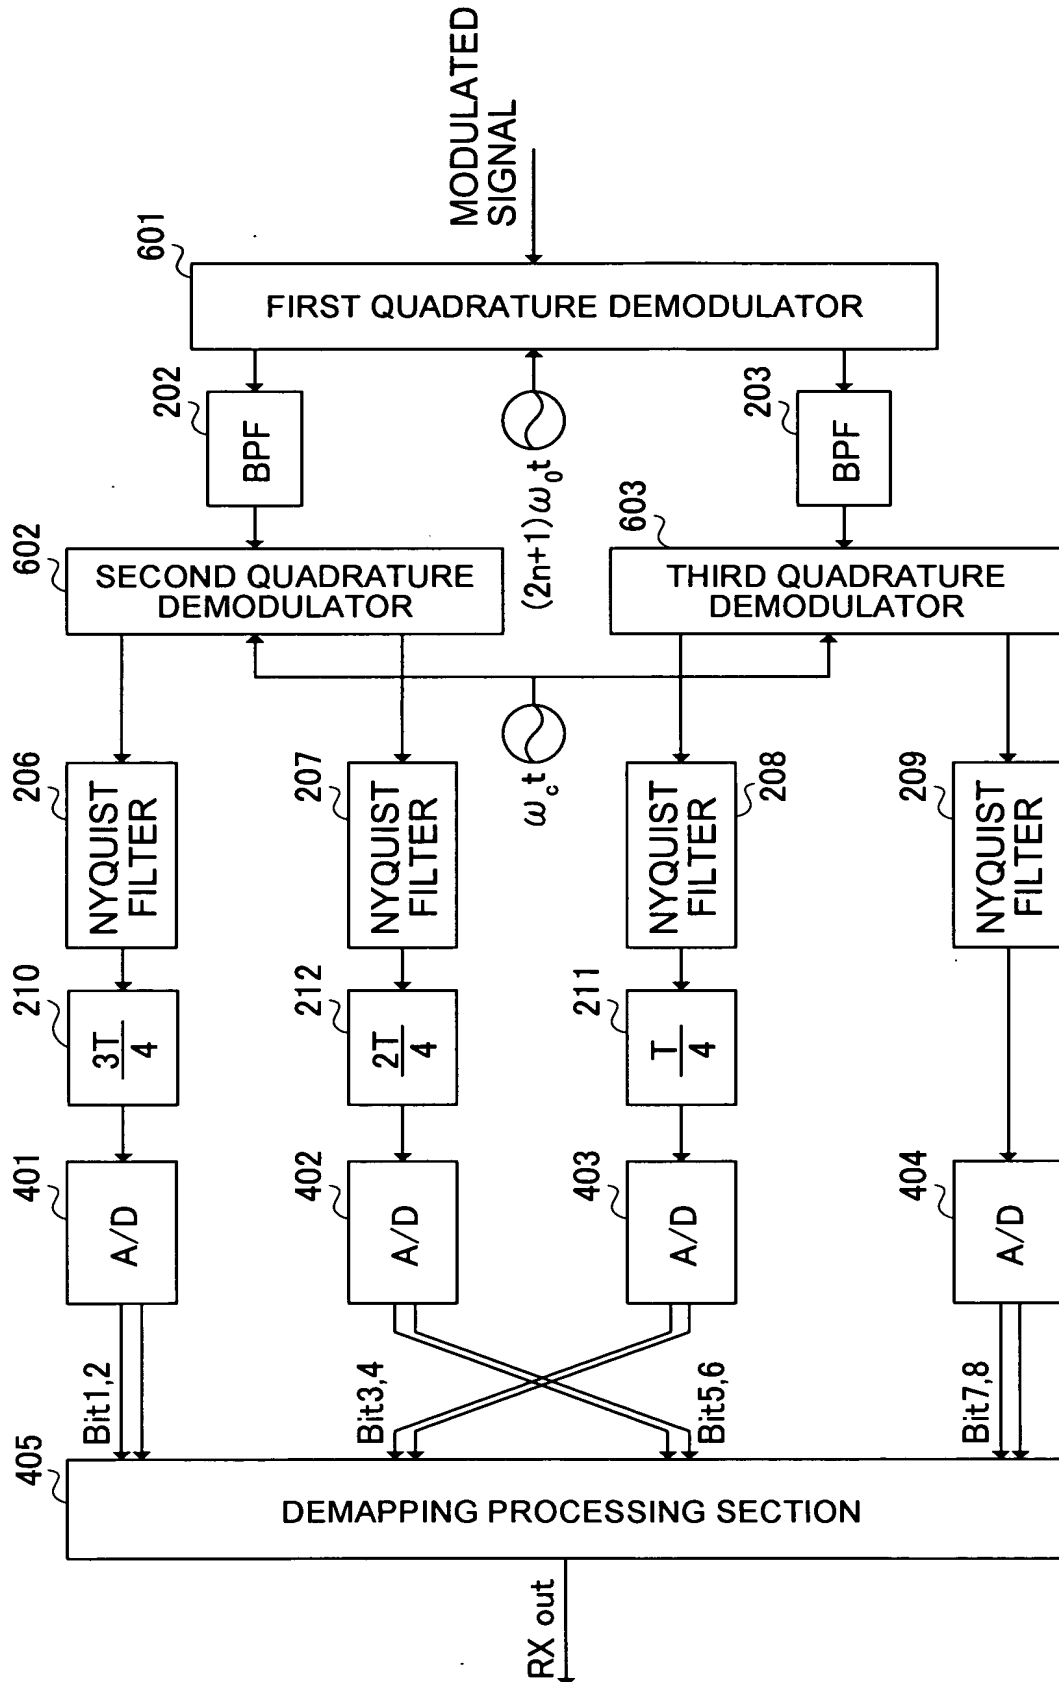 MODULATED
SIGNAL
601
FIRST QUADRATURE DEMODULATOR
202
BPF
(2n+1)ω0t
203
BPF
602
SECOND QUADRATURE
DEMODULATOR
603
THIRD QUADRATURE
DEMODULATOR
ωct
206
NYQUIST
FILTER
207
NYQUIST
FILTER
208
NYQUIST
FILTER
209
NYQUIST
FILTER
210
3T
4
212
2T
4
211
T
4
401
A/D
402
A/D
403
A/D
404
A/D
Bit1,2
Bit3,4
Bit5,6
Bit7,8
405
DEMAPPING PROCESSING SECTION
RX out